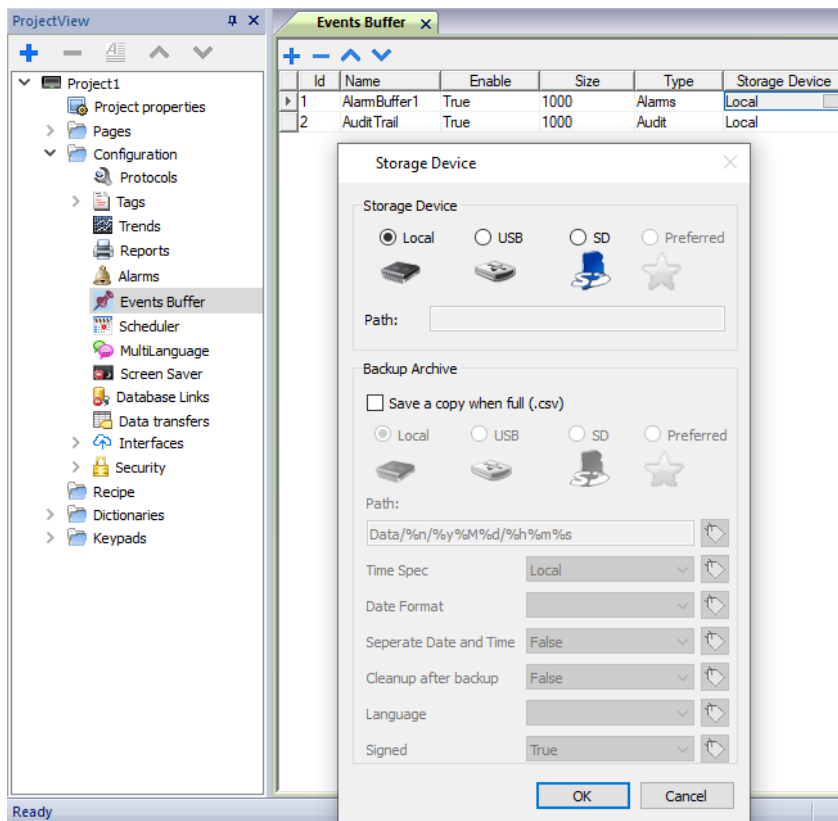 ProjectView
Project1
Project properties
Pages
Configuration
Protocols
Tags
Trends
Reports
Alarms
Events Buffer
Scheduler
MultiLanguage
Screen Saver
Database Links
Data transfers
Interfaces
Security
Recipe
Dictionaries
Keypads
Ready
Events Buffer
Id Name Enable Size Type Storage Device
1 AlarmBuffer1 True 1000 Alarms Local
2 AuditTrail True 1000 Audit Local
Storage Device
Storage Device
Local USB SD Preferred
Path:
Backup Archive
Save a copy when full (.csv)
Local USB SD Preferred
Path:
Data/%n/%y%M%d/%h%m%s
Time Spec Local
Date Format
Seperate Date and Time False
Cleanup after backup False
Language
Signed True
OK Cancel